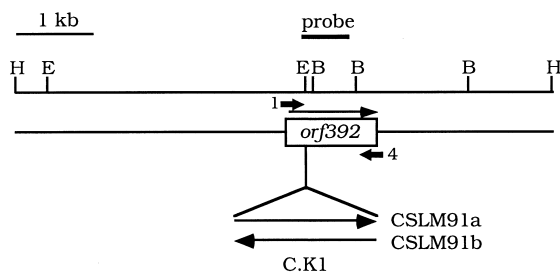 1 kb probe
H E E B B B H
1
orf392
4
CSLM91a
CSLM91b
C.K1